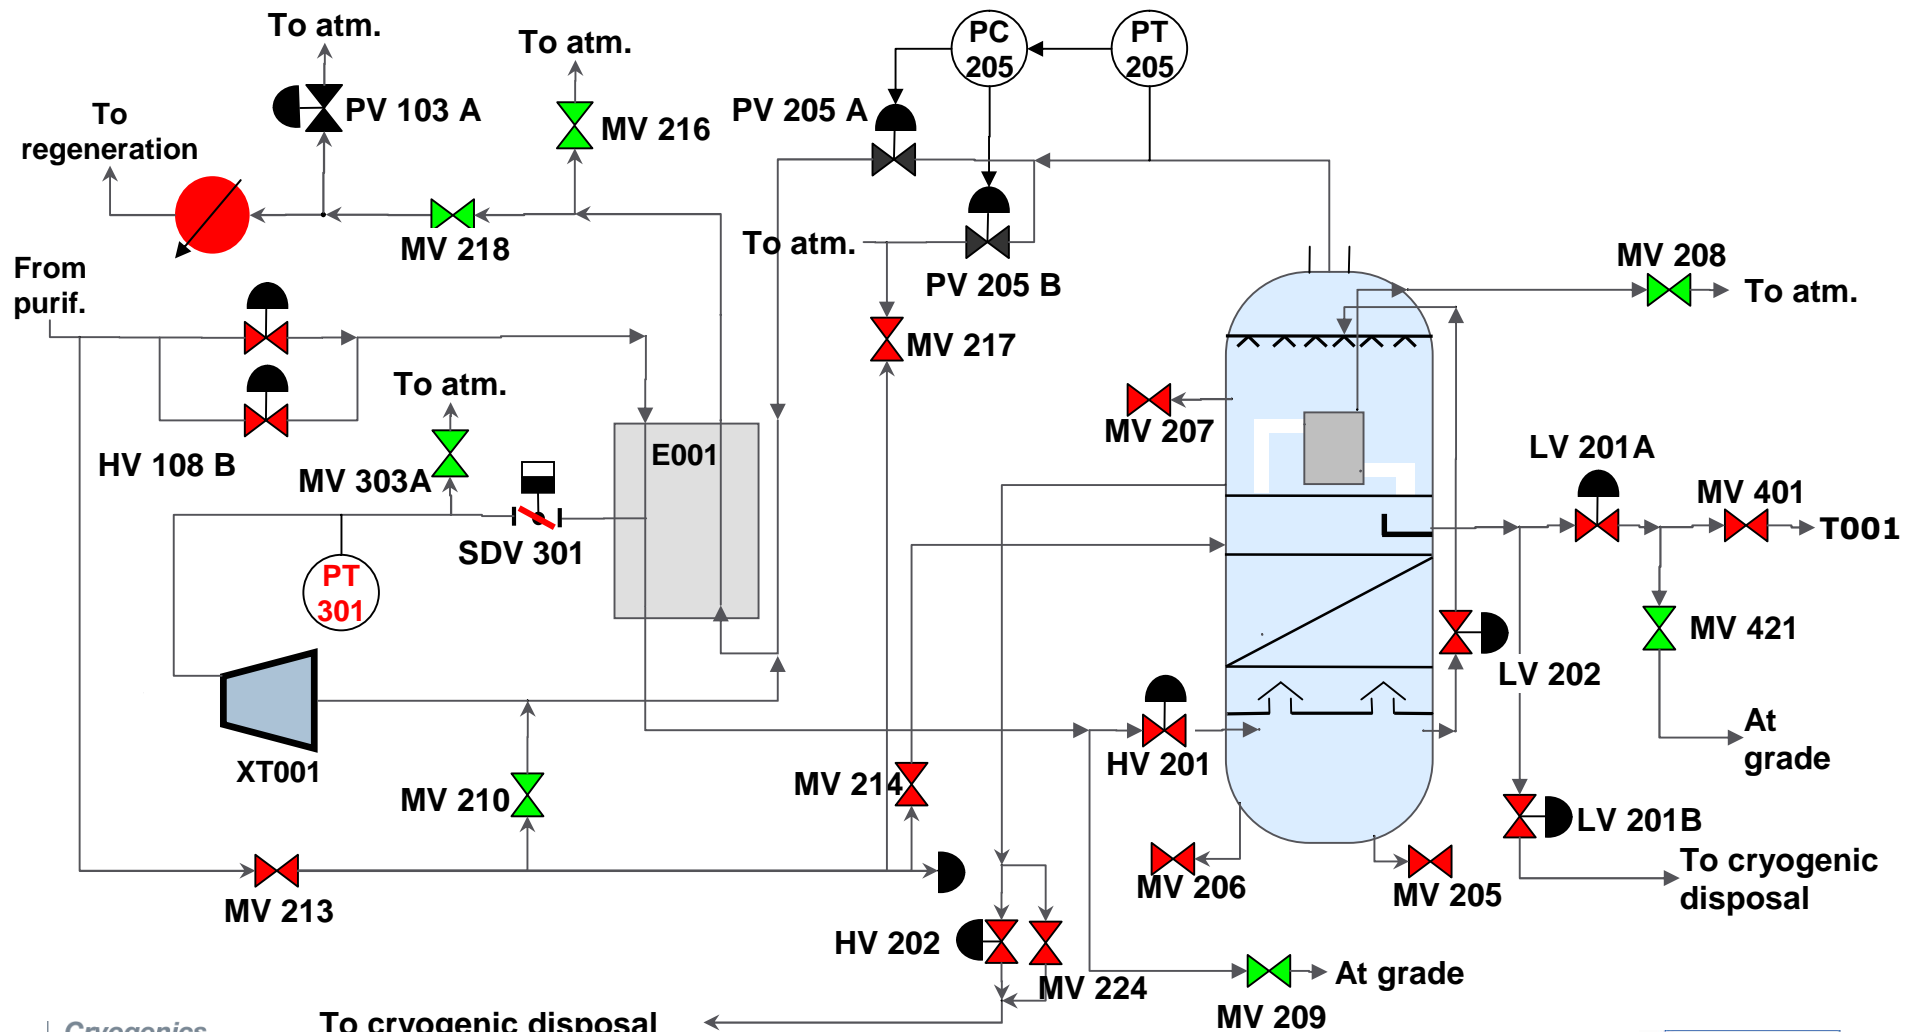 To atm.
To atm.
PC
205
PT
205
PV 103 A
MV 216
PV 205 A
To
regeneration
MV 218
To atm.
PV 205 B
MV 208
To atm.
From
purif.
MV 217
To atm.
HV 108 B
MV 303A
E001
MV 207
LV 201A
MV 401
T001
SDV 301
PT
301
MV 421
LV 202
At
grade
XT001
HV 201
MV 210
MV 214
LV 201B
To cryogenic
disposal
MV 206
MV 205
MV 213
HV 202
MV 224
At grade
MV 209
Cryogenics
To cryogenic disposal